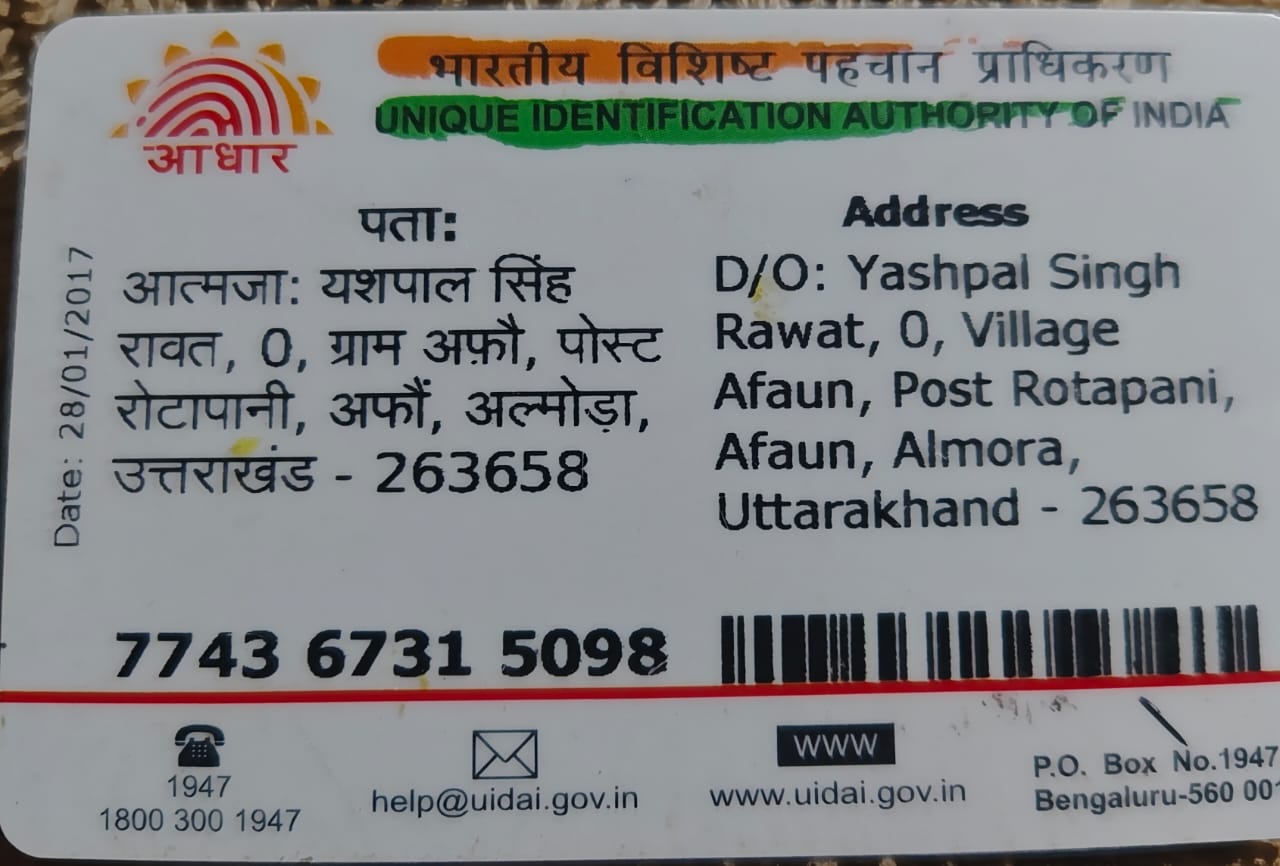 भारतीय विशिष्ट पहचान प्राधिकरण
UNIQUE IDENTIFICATION AUTHORITY OF INDIA
आधार
Date: 28/01/2017
पता:
आत्मजा: यशपाल सिंह
रावत, 0, ग्राम अफ़ौ, पोस्ट
रोटापानी, अफौं, अल्मोड़ा,
उत्तराखंड - 263658
Address
D/O: Yashpal Singh
Rawat, 0, Village
Afaun, Post Rotapani,
Afaun, Almora,
Uttarakhand - 263658
7743 6731 5098
1947
1800 300 1947
help@uidai.gov.in
WWW
www.uidai.gov.in
P.O. Box No.1947
Bengaluru-560 001